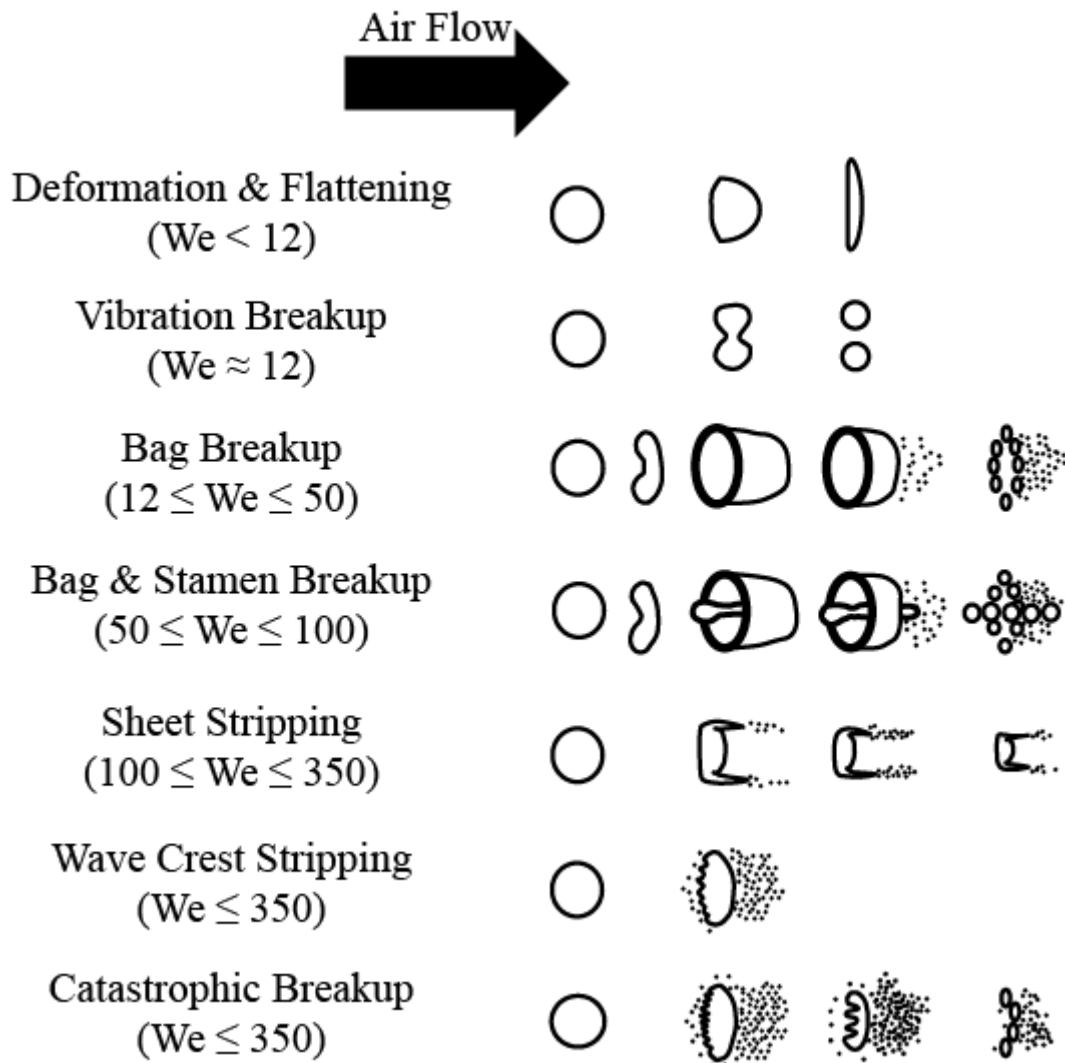 Air Flow
Deformation & Flattening
(We < 12)
Vibration Breakup
(We ≈ 12)
Bag Breakup
(12 ≤ We ≤ 50)
Bag & Stamen Breakup
(50 ≤ We ≤ 100)
Sheet Stripping
(100 ≤ We ≤ 350)
Wave Crest Stripping
(We ≤ 350)
Catastrophic Breakup
(We ≤ 350)